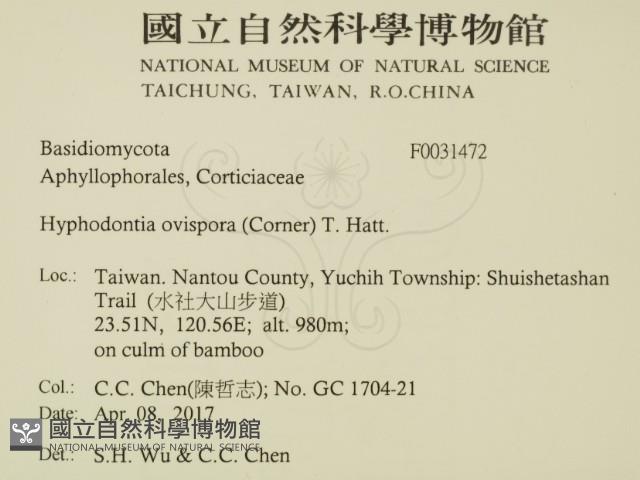 國立自然科學博物館
NATIONAL MUSEUM OF NATURAL SCIENCE
TAICHUNG, TAIWAN, R.O.CHINA
Basidiomycota F0031472
Aphyllophorales, Corticiaceae
Hyphodontia ovispora (Corner) T. Hatt.
Loc.: Taiwan. Nantou County, Yuchih Township: Shuishetashan
Trail (水社大山步道)
23.51N, 120.56E; alt. 980m;
on culm of bamboo
Col.: C.C. Chen(陳哲志); No. GC 1704-21
Date: Apr. 08, 2017
國立自然科學博物館
NATIONAL MUSEUM OF NATURAL SCIENCE
Det.: S.H. Wu & C.C. Chen